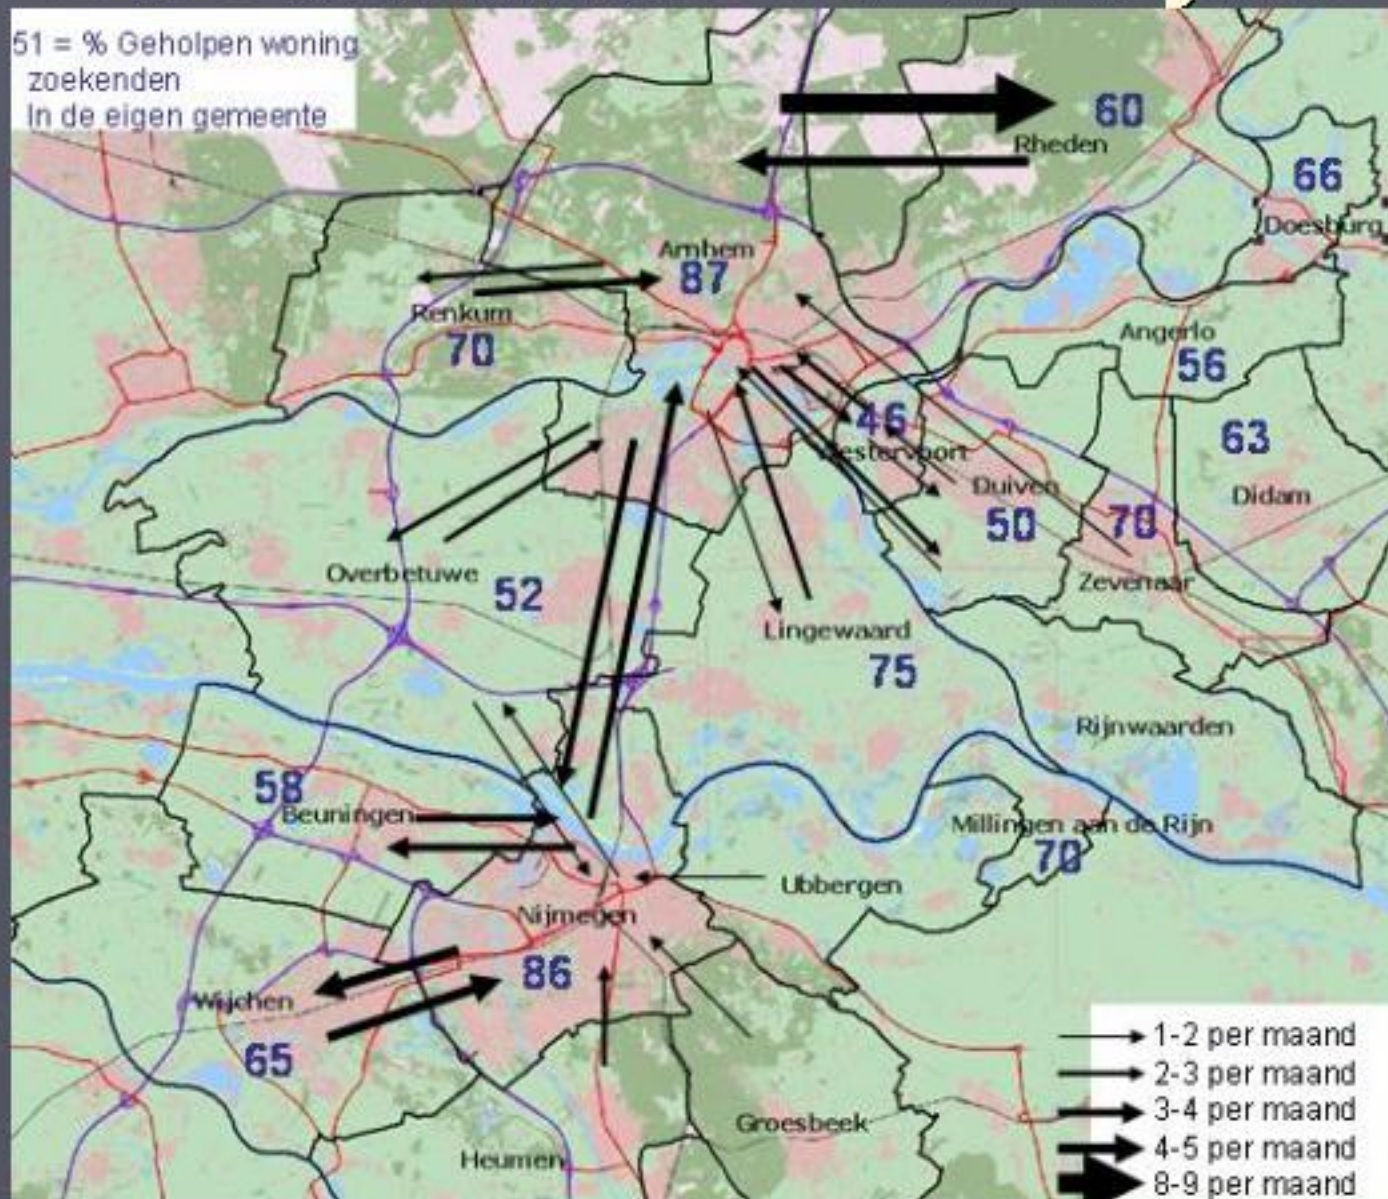 51 = % Geholpen woning
zoekenden
In de eigen gemeente
60
Rheden
66
Doesburg
Arnhem
87
Renkum
70
Angerlo
56
46
Westervoort
63
Didam
Duiven
50
70
Zevenaar
Overbetuwe
52
Lingewaard
75
Rijnwaarden
58
Beuningen
Millingen aan de Rijn
70
Ubbergen
Nijmegen
86
Wijchen
65
Groesbeek
Heumen
1-2 per maand
2-3 per maand
3-4 per maand
4-5 per maand
8-9 per maand